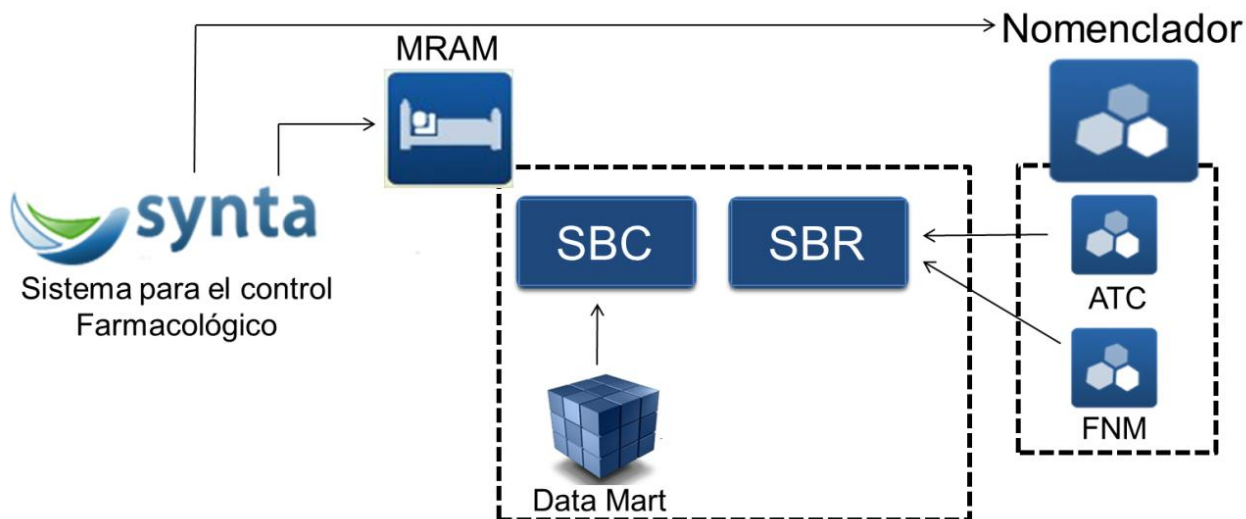 Nomenclador
MRAM
synta
Sistema para el control
Farmacológico
SBC
SBR
ATC
FNM
Data Mart